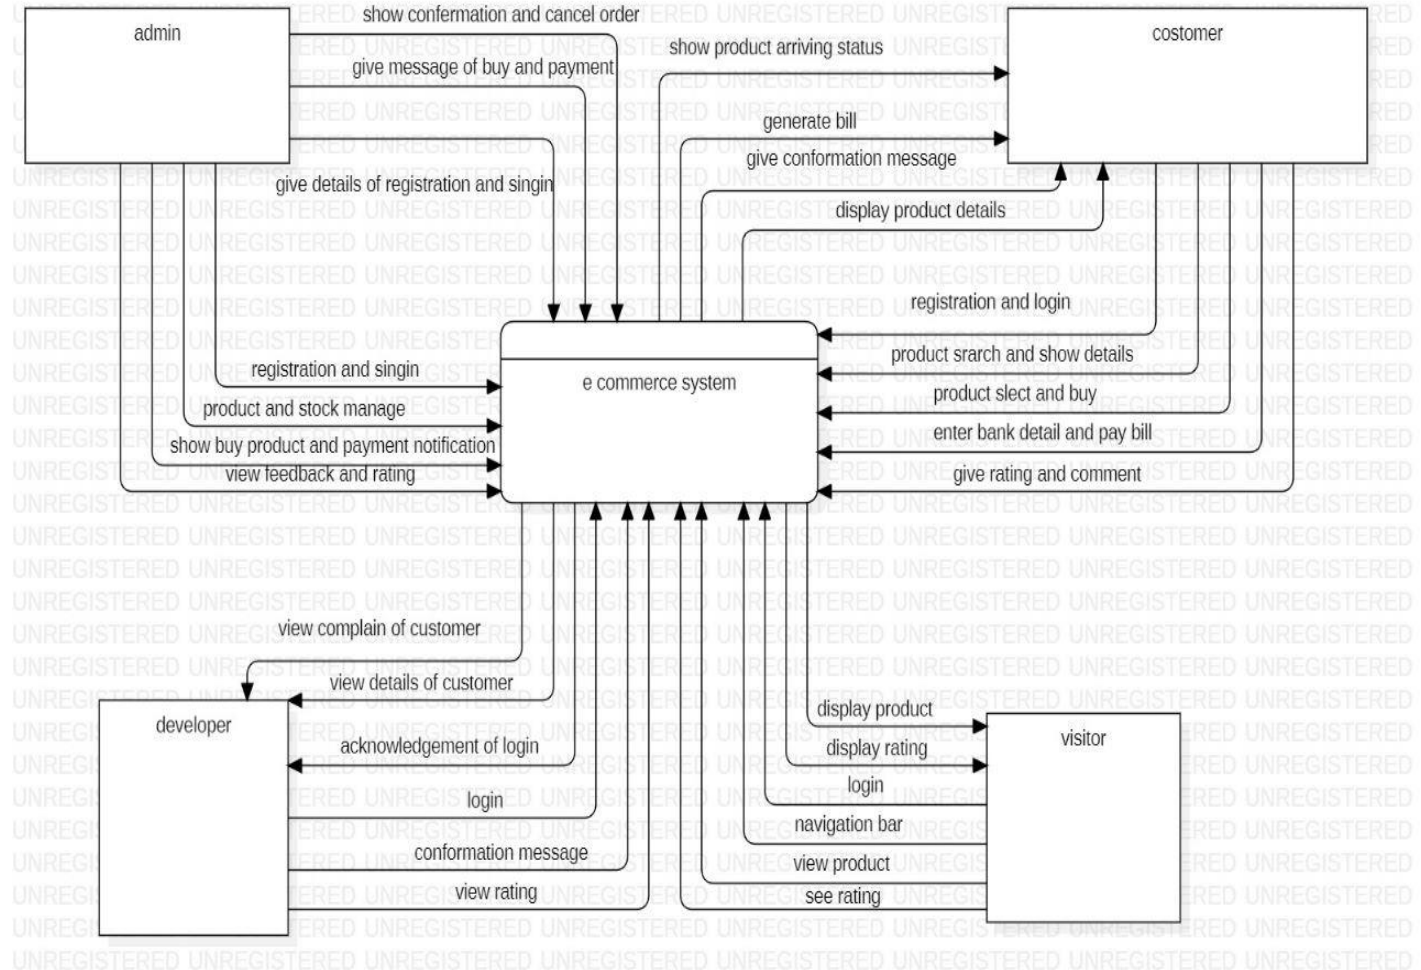 show confermation and cancel order
admin
costomer
show product arriving status
give message of buy and payment
generate bill
give conformation message
give details of registration and singin
display product details
registration and login
product srarch and show details
registration and singin
e commerce system
product slect and buy
product and stock manage
enter bank detail and pay bill
show buy product and payment notification
view feedback and rating
give rating and comment
view complain of customer
view details of customer
display product
developer
visitor
acknowledgement of login
display rating
login
login
navigation bar
conformation message
view product
view rating
see rating
UNREGISTERED